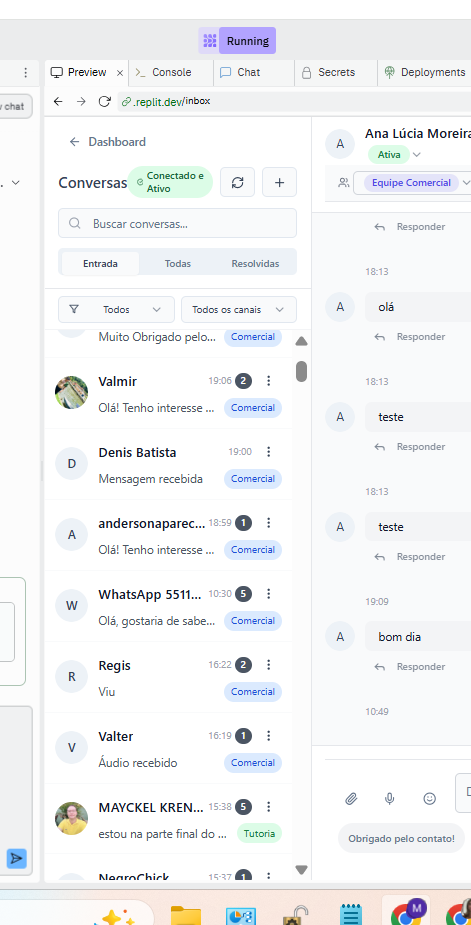 Running
Preview × Console Chat Secrets Deployments
chat
.replit.dev/inbox
Dashboard
Conversas
Conectado e
Ativo
Buscar conversas...
Entrada Todas Resolvidas
Todos Todos os canais
Muito Obrigado pelo... Comercial
Valmir 19:06 2
Olá! Tenho interesse ... Comercial
D Denis Batista 19:00
Mensagem recebida Comercial
A andersonaparec... 18:59 1
Olá! Tenho interesse ... Comercial
W WhatsApp 5511... 10:30 5
Olá, gostaria de sabe... Comercial
R Regis 16:22 2
Viu Comercial
V Valter 16:19 1
Áudio recebido Comercial
MAYCKEL KREN... 15:38 5
estou na parte final do ... Tutoria
NegroChick 15:37 1
A Ana Lúcia Moreira
Ativa
Equipe Comercial
Responder
18:13
A olá
Responder
18:13
A teste
Responder
18:13
A teste
Responder
19:09
A bom dia
Responder
10:49
Obrigado pelo contato!
M